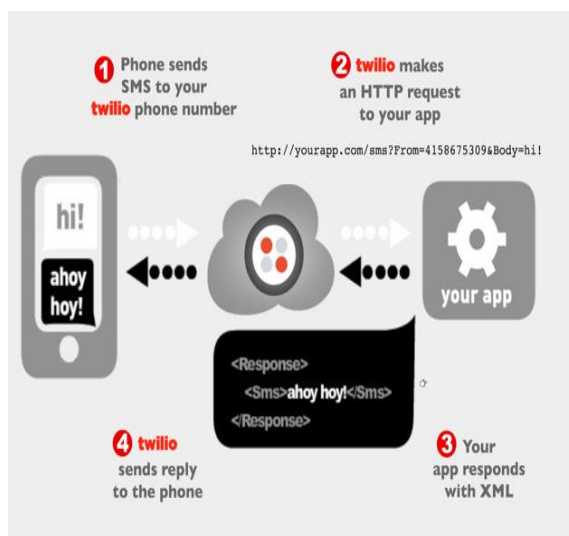 1 Phone sends
SMS to your
twilio phone number
2 twilio makes
an HTTP request
to your app
http://yourapp.com/sms?From=4158675309&Body=hi!
hi!
ahoy
hoy!
your app
<Response>
<Sms>ahoy hoy!</Sms>
</Response>
3 Your
app responds
with XML
4 twilio
sends reply
to the phone